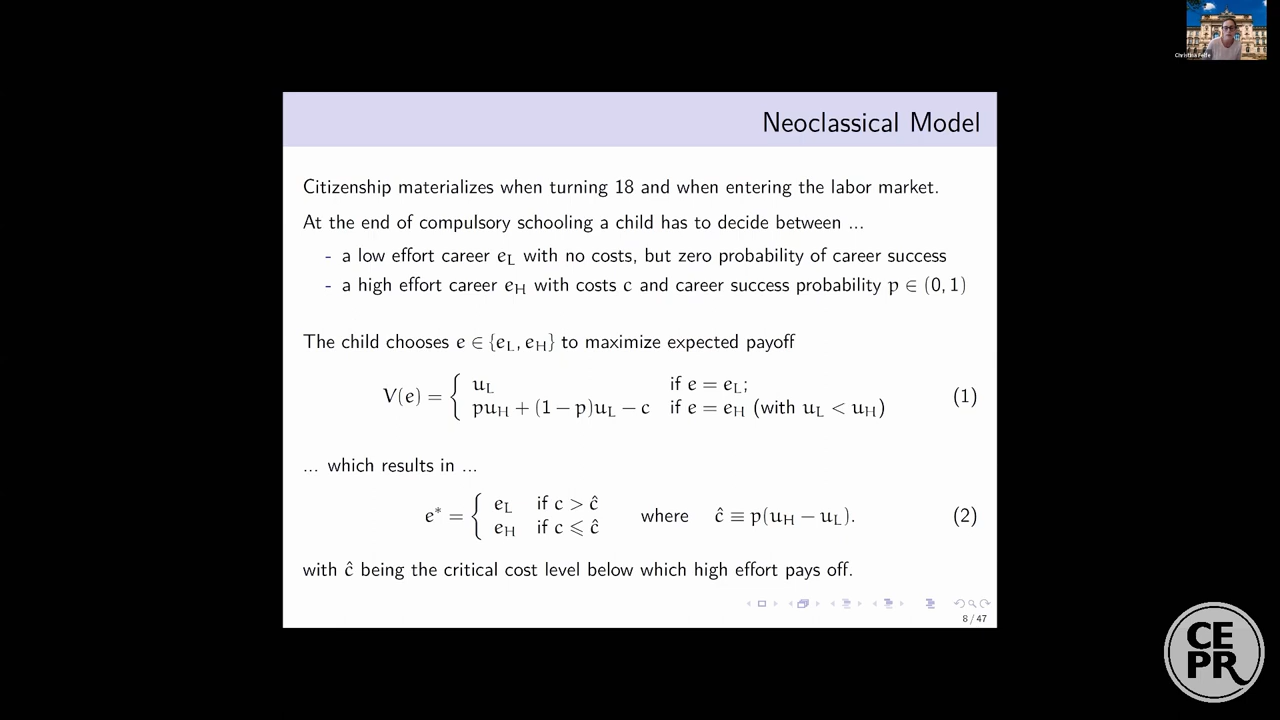 Christina Felfe
Neoclassical Model
Citizenship materializes when turning 18 and when entering the labor market.
At the end of compulsory schooling a child has to decide between ...
- a low effort career e_L with no costs, but zero probability of career success
- a high effort career e_H with costs c and career success probability p ∈ (0, 1)
The child chooses e ∈ {e_L, e_H} to maximize expected payoff
V(e) = { u_L if e = e_L;
pu_H + (1 − p)u_L − c if e = e_H (with u_L < u_H) (1)
... which results in ...
e* = { e_L if c > ĉ
e_H if c ⩽ ĉ where ĉ ≡ p(u_H − u_L). (2)
with ĉ being the critical cost level below which high effort pays off.
8 / 47
CE
PR